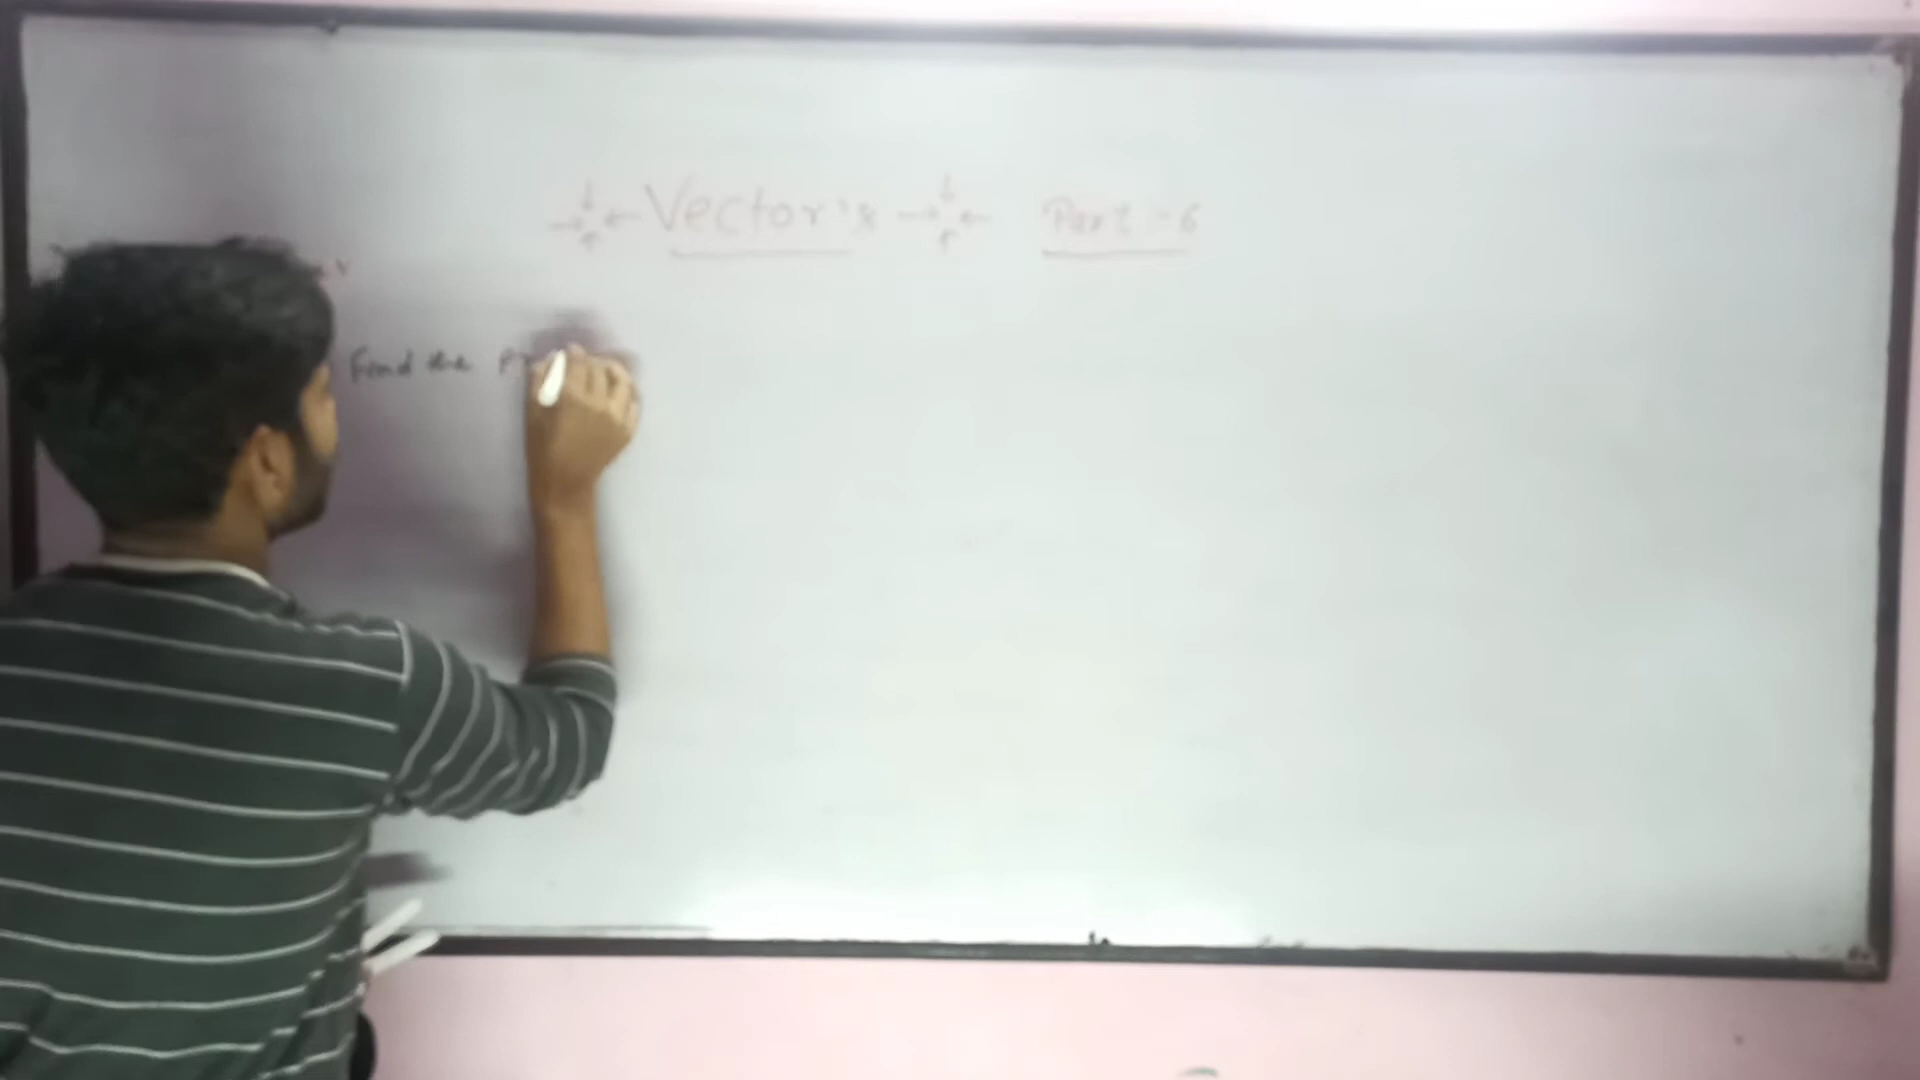 Vector's Part :- 6
Find the